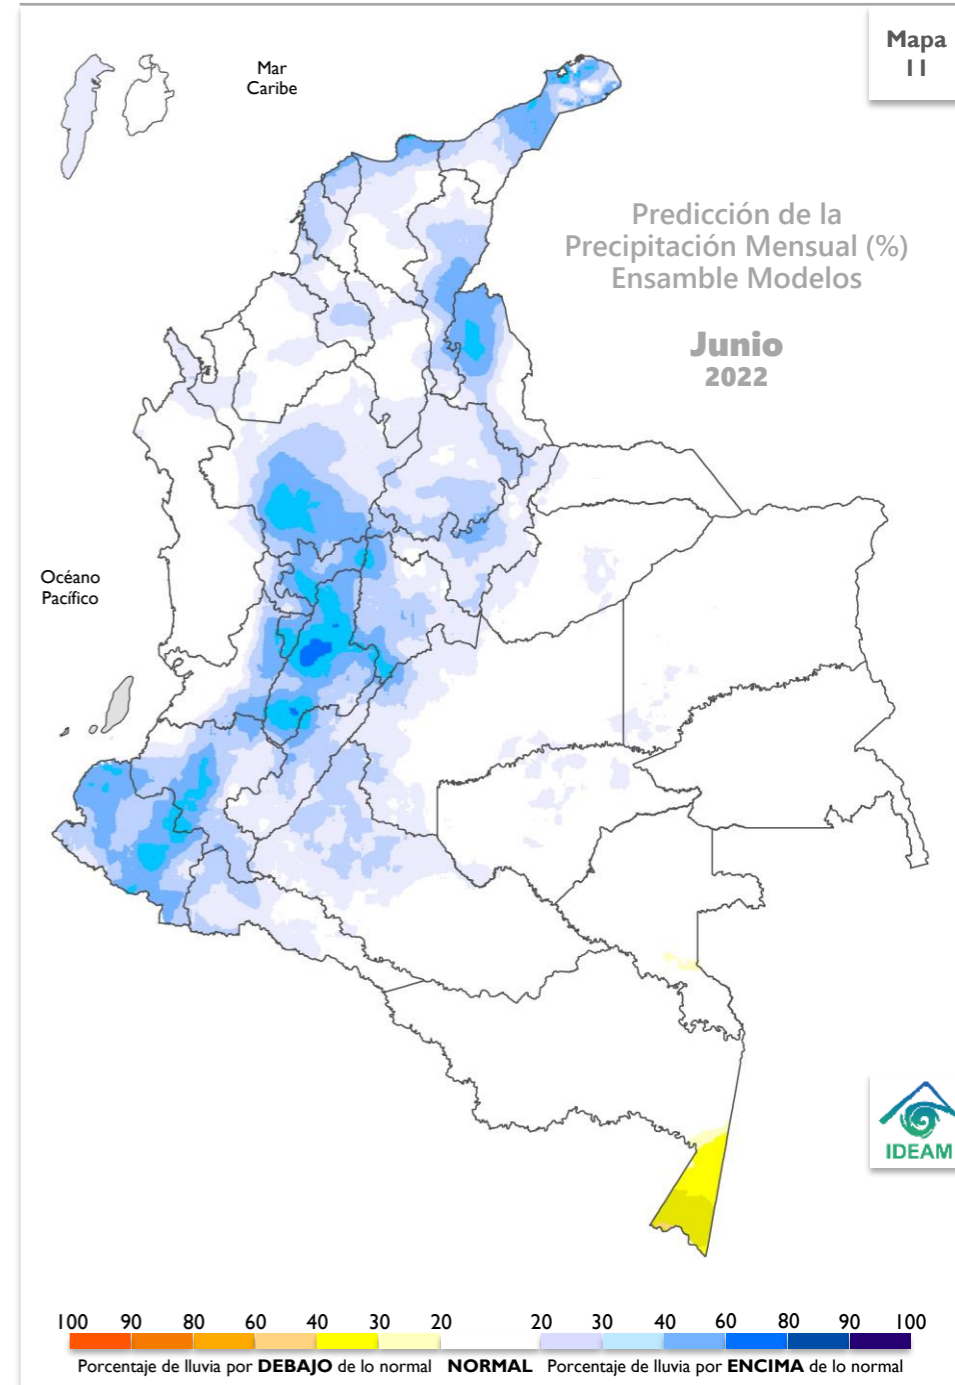 Mapa
11
Mar
Caribe
Predicción de la
Precipitación Mensual (%)
Ensamble Modelos
Junio
2022
Océano
Pacífico
IDEAM
100 90 80 60 40 30 20 20 30 40 60 80 90 100
Porcentaje de lluvia por DEBAJO de lo normal NORMAL Porcentaje de lluvia por ENCIMA de lo normal